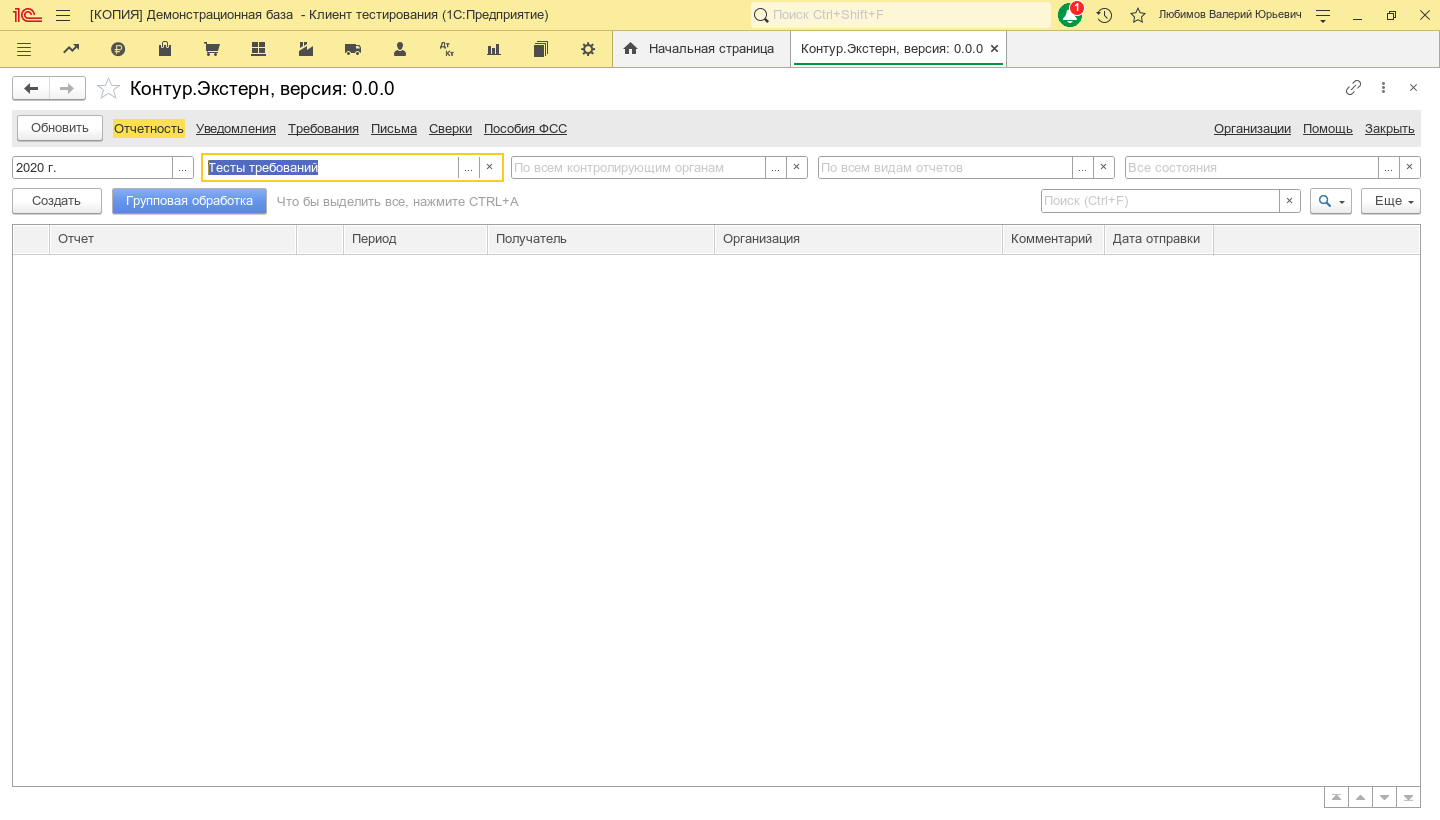 1С [КОПИЯ] Демонстрационная база - Клиент тестирования (1С:Предприятие) Поиск Ctrl+Shift+F 1 Любимов Валерий Юрьевич
Дт Кт Начальная страница Контур.Экстерн, версия: 0.0.0 ×
Контур.Экстерн, версия: 0.0.0
Обновить Отчетность Уведомления Требования Письма Сверки Пособия ФСС Организации Помощь Закрыть
2020 г. ... Тесты требований ... × По всем контролирующим органам ... × По всем видам отчетов ... × Все состояния ... ×
Создать Групповая обработка Что бы выделить все, нажмите CTRL+A Поиск (Ctrl+F) × Еще
Отчет Период Получатель Организация Комментарий Дата отправки